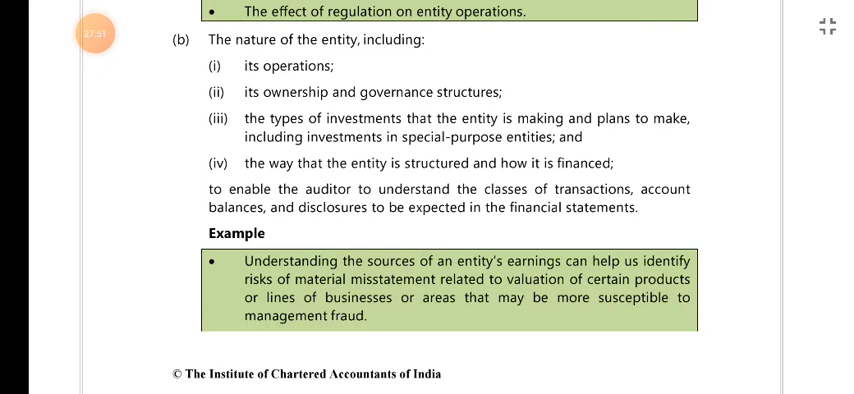 • The effect of regulation on entity operations.
27:51
(b) The nature of the entity, including:
(i) its operations;
(ii) its ownership and governance structures;
(iii) the types of investments that the entity is making and plans to make,
including investments in special-purpose entities; and
(iv) the way that the entity is structured and how it is financed;
to enable the auditor to understand the classes of transactions, account
balances, and disclosures to be expected in the financial statements.
Example
• Understanding the sources of an entity's earnings can help us identify
risks of material misstatement related to valuation of certain products
or lines of businesses or areas that may be more susceptible to
management fraud.
© The Institute of Chartered Accountants of India